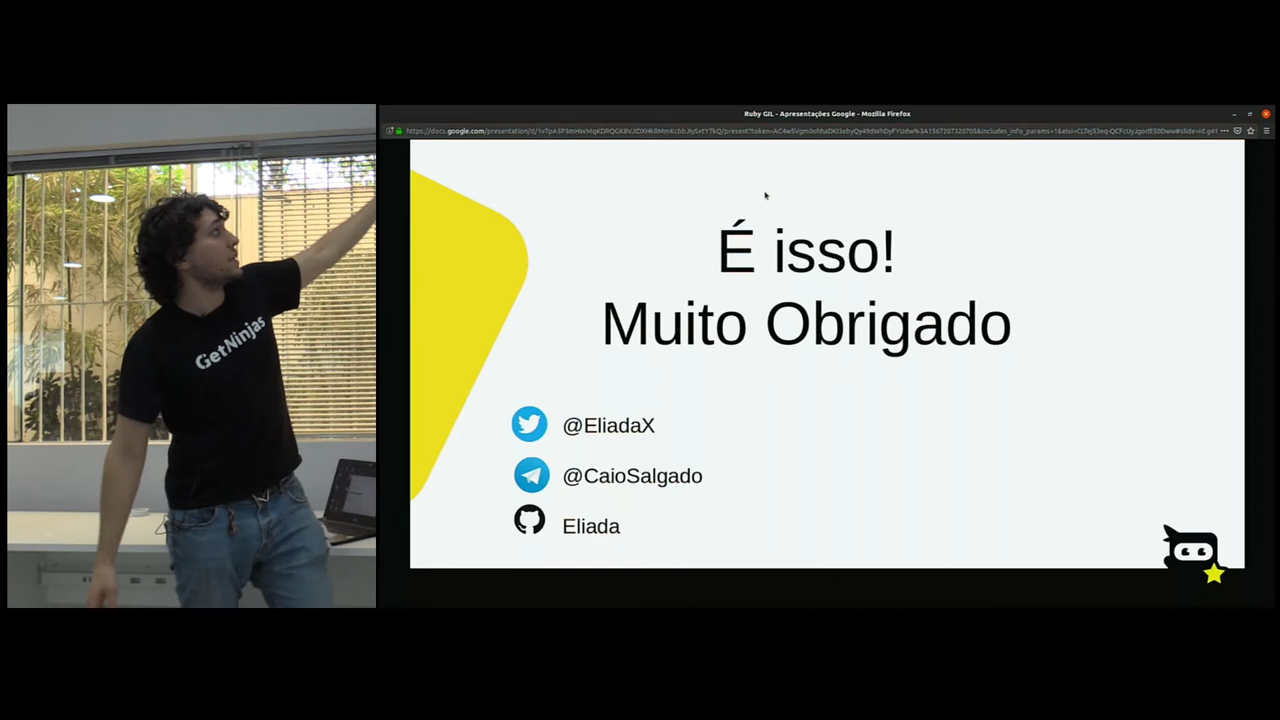 GetNinjas
Ruby GIL - Apresentações Google - Mozilla Firefox
É isso!
Muito Obrigado
@EliadaX
@CaioSalgado
Eliada